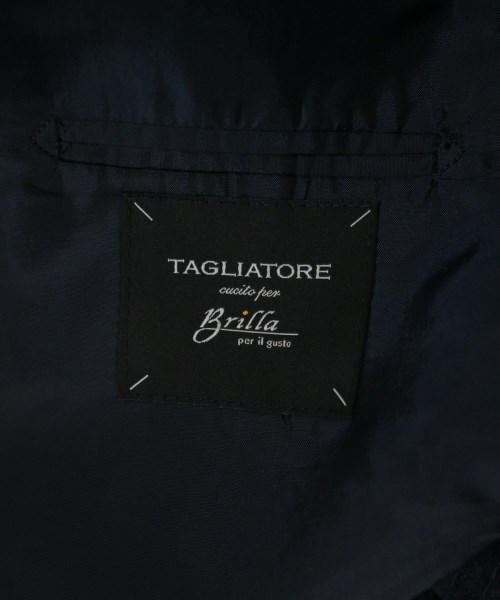 TAGLIATORE
cucito per
Brilla
per il gusto